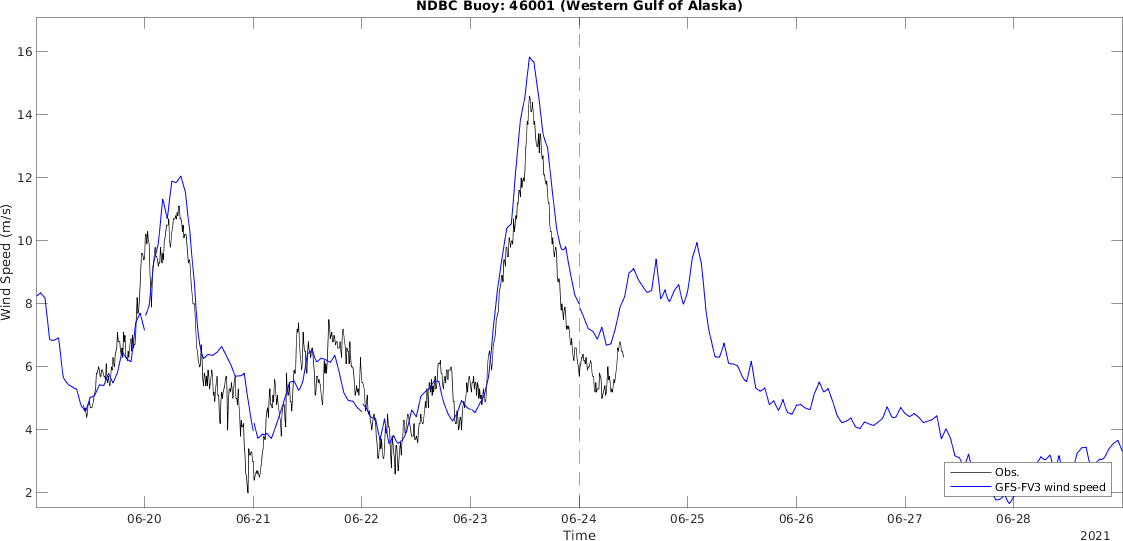 NDBC Buoy: 46001 (Western Gulf of Alaska)
16
14
12
10
8
6
4
2
Wind Speed (m/s)
Obs.
GFS-FV3 wind speed
06-20 06-21 06-22 06-23 06-24 06-25 06-26 06-27 06-28
Time
2021